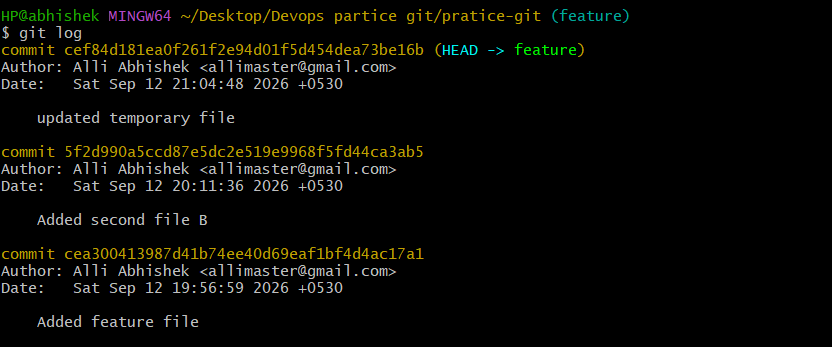 HP@abhishek MINGW64 ~/Desktop/Devops partice git/pratice-git (feature)
$ git log
commit cef84d181ea0f261f2e94d01f5d454dea73be16b (HEAD -> feature)
Author: Alli Abhishek <allimaster@gmail.com>
Date:   Sat Sep 12 21:04:48 2026 +0530
    updated temporary file
commit 5f2d990a5ccd87e5dc2e519e9968f5fd44ca3ab5
Author: Alli Abhishek <allimaster@gmail.com>
Date:   Sat Sep 12 20:11:36 2026 +0530
    Added second file B
commit cea300413987d41b74ee40d69eaf1bf4d4ac17a1
Author: Alli Abhishek <allimaster@gmail.com>
Date:   Sat Sep 12 19:56:59 2026 +0530
    Added feature file